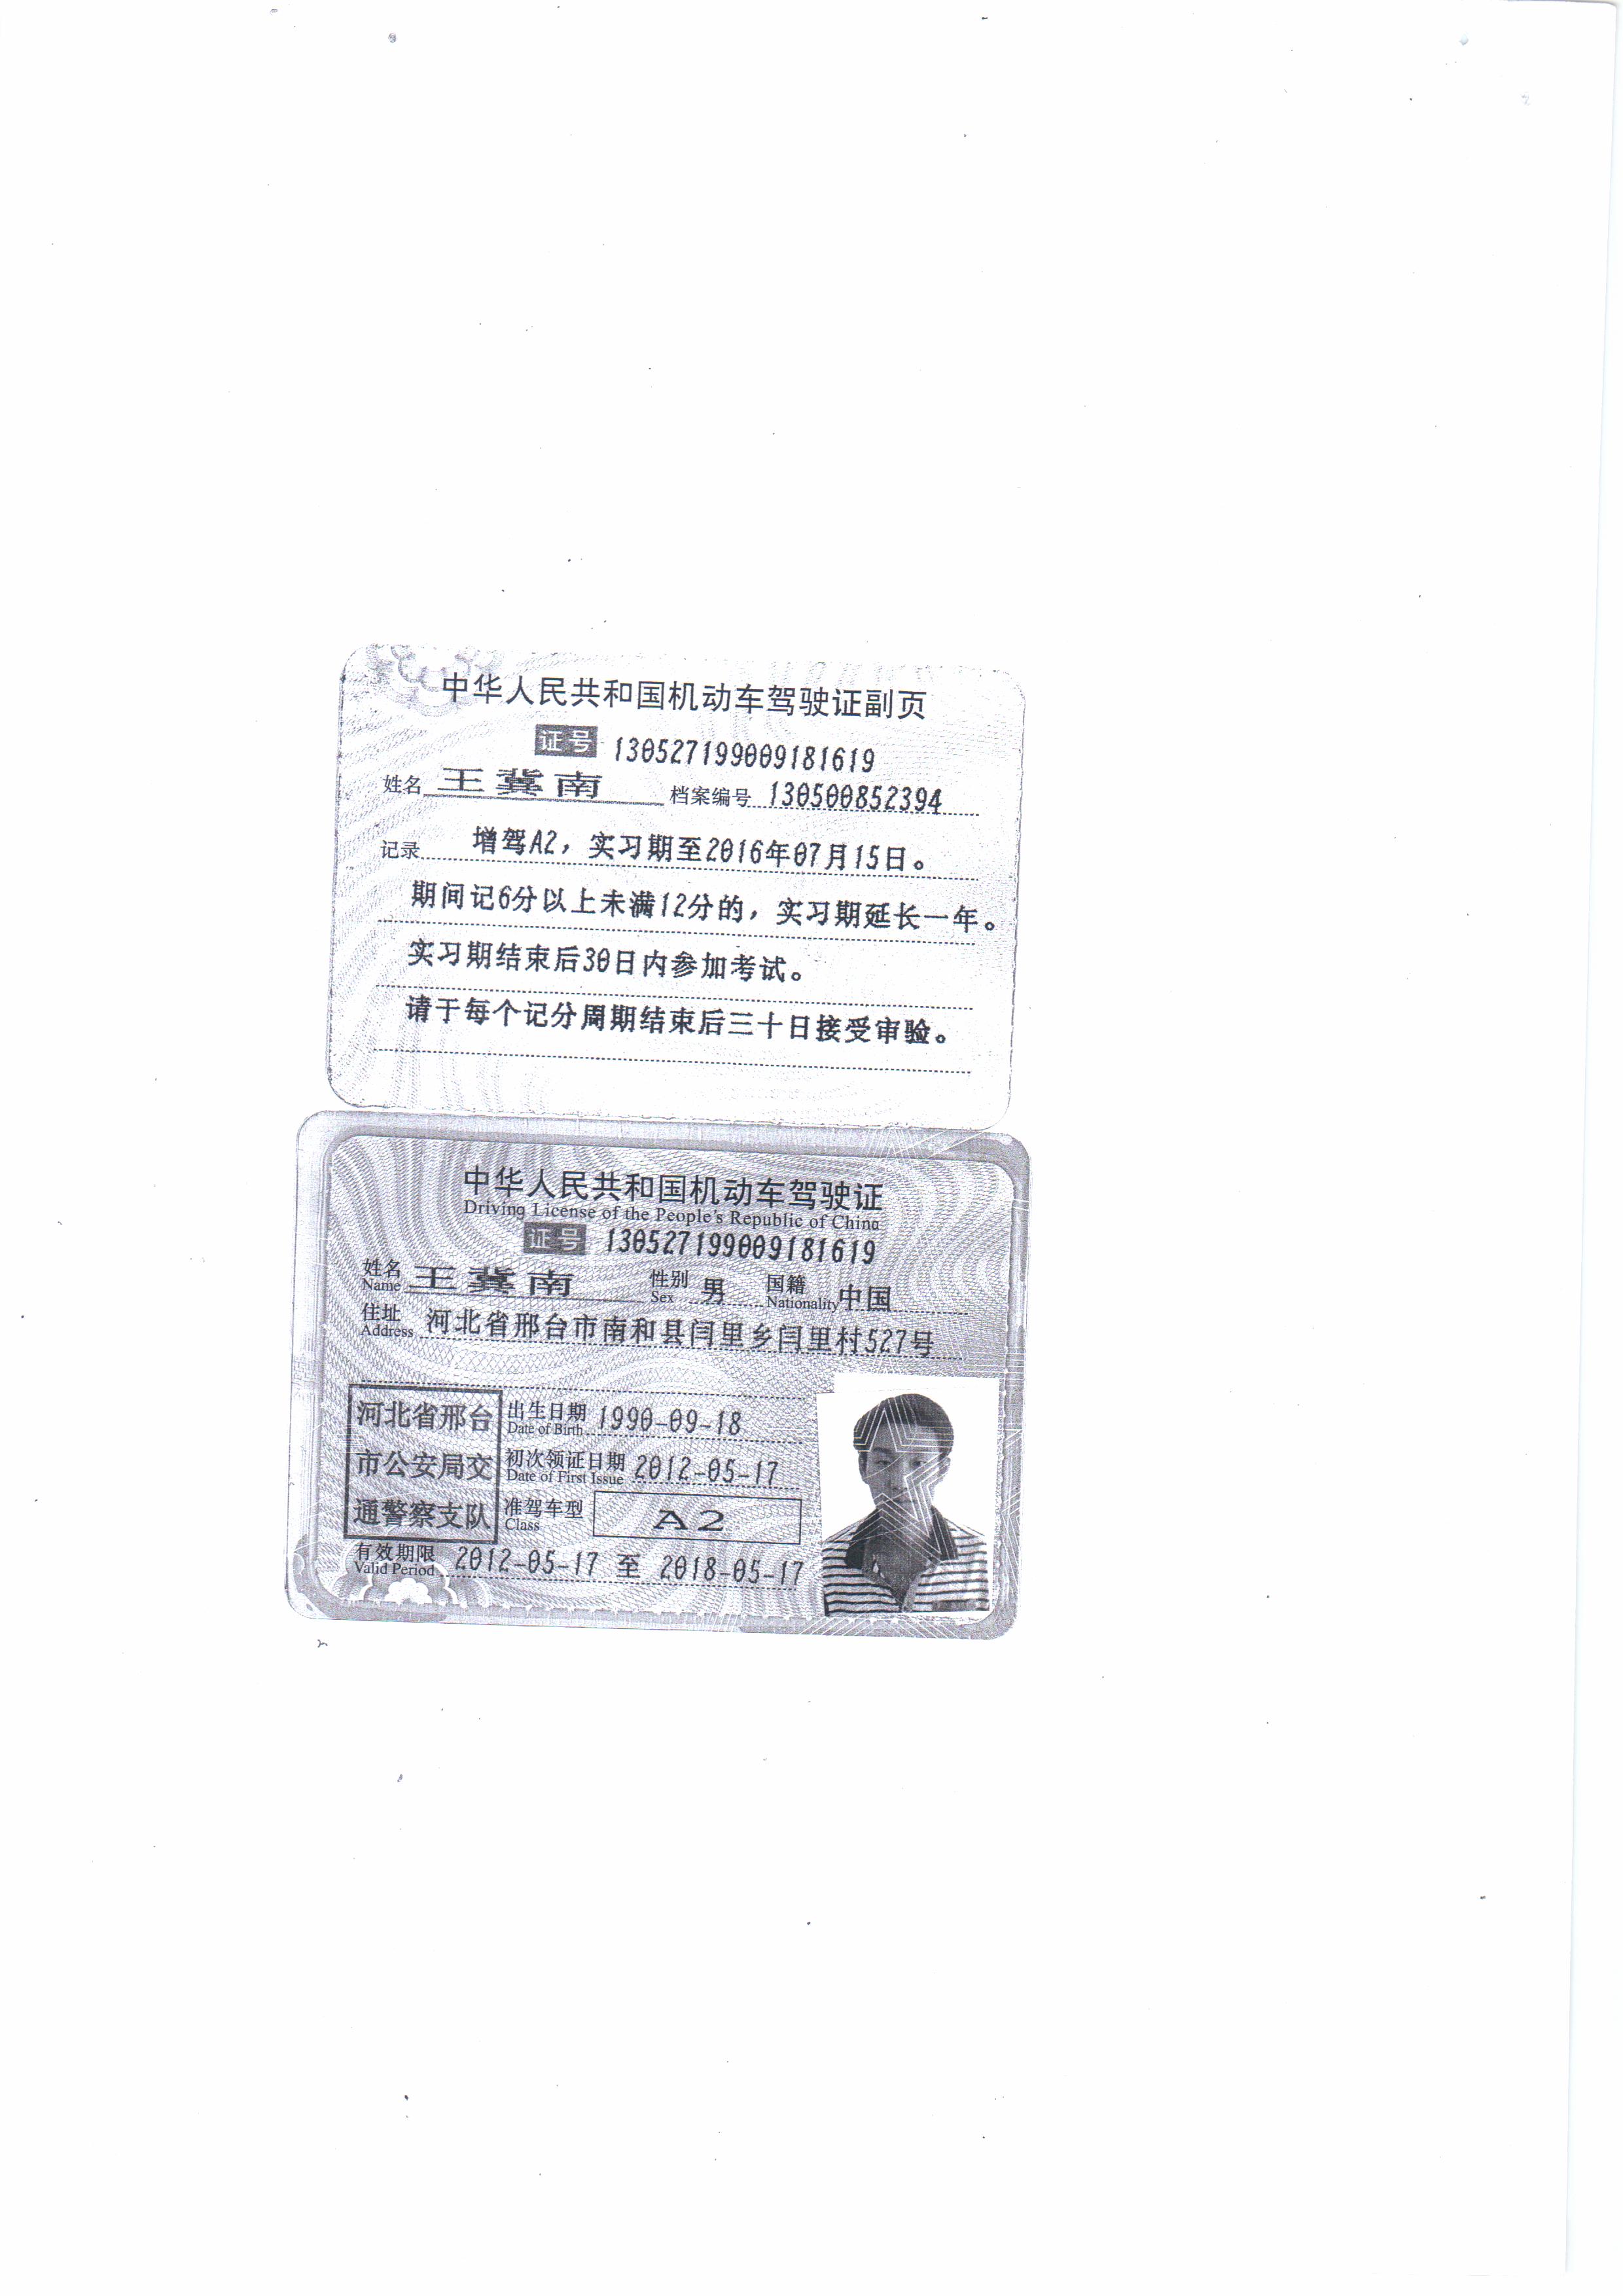 中华人民共和国机动车驾驶证副页
证号 130527199009181619
姓名 王冀南 档案编号 130500852394
记录 增驾A2，实习期至2016年07月15日。
期间记6分以上未满12分的，实习期延长一年。
实习期结束后30日内参加考试。
请于每个记分周期结束后三十日接受审验。
中华人民共和国机动车驾驶证
Driving License of the People's Republic of China
证号 130527199009181619
姓名 王冀南 性别 男 国籍 中国
Name Sex Nationality
住址 河北省邢台市南和县闫里乡闫里村527号
Address
河北省邢台
市公安局交
通警察支队
出生日期 1990-09-18
Date of Birth
初次领证日期 2012-05-17
Date of First Issue
准驾车型 A2
Class
有效期限 2012-05-17 至 2018-05-17
Valid Period